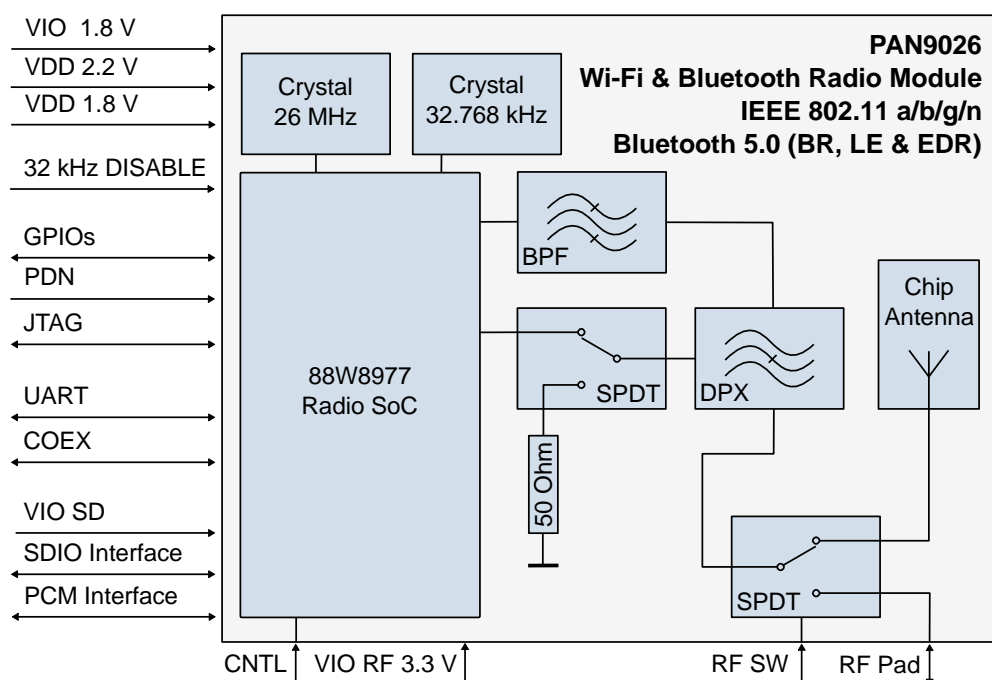 VIO 1.8 V
VDD 2.2 V
VDD 1.8 V
32 kHz DISABLE
GPIOs
PDN
JTAG
UART
COEX
VIO SD
SDIO Interface
PCM Interface
PAN9026
Wi-Fi & Bluetooth Radio Module
IEEE 802.11 a/b/g/n
Bluetooth 5.0 (BR, LE & EDR)
Crystal
26 MHz
Crystal
32.768 kHz
BPF
Chip
Antenna
88W8977
Radio SoC
SPDT
DPX
50 Ohm
SPDT
CNTL
VIO RF 3.3 V
RF SW
RF Pad